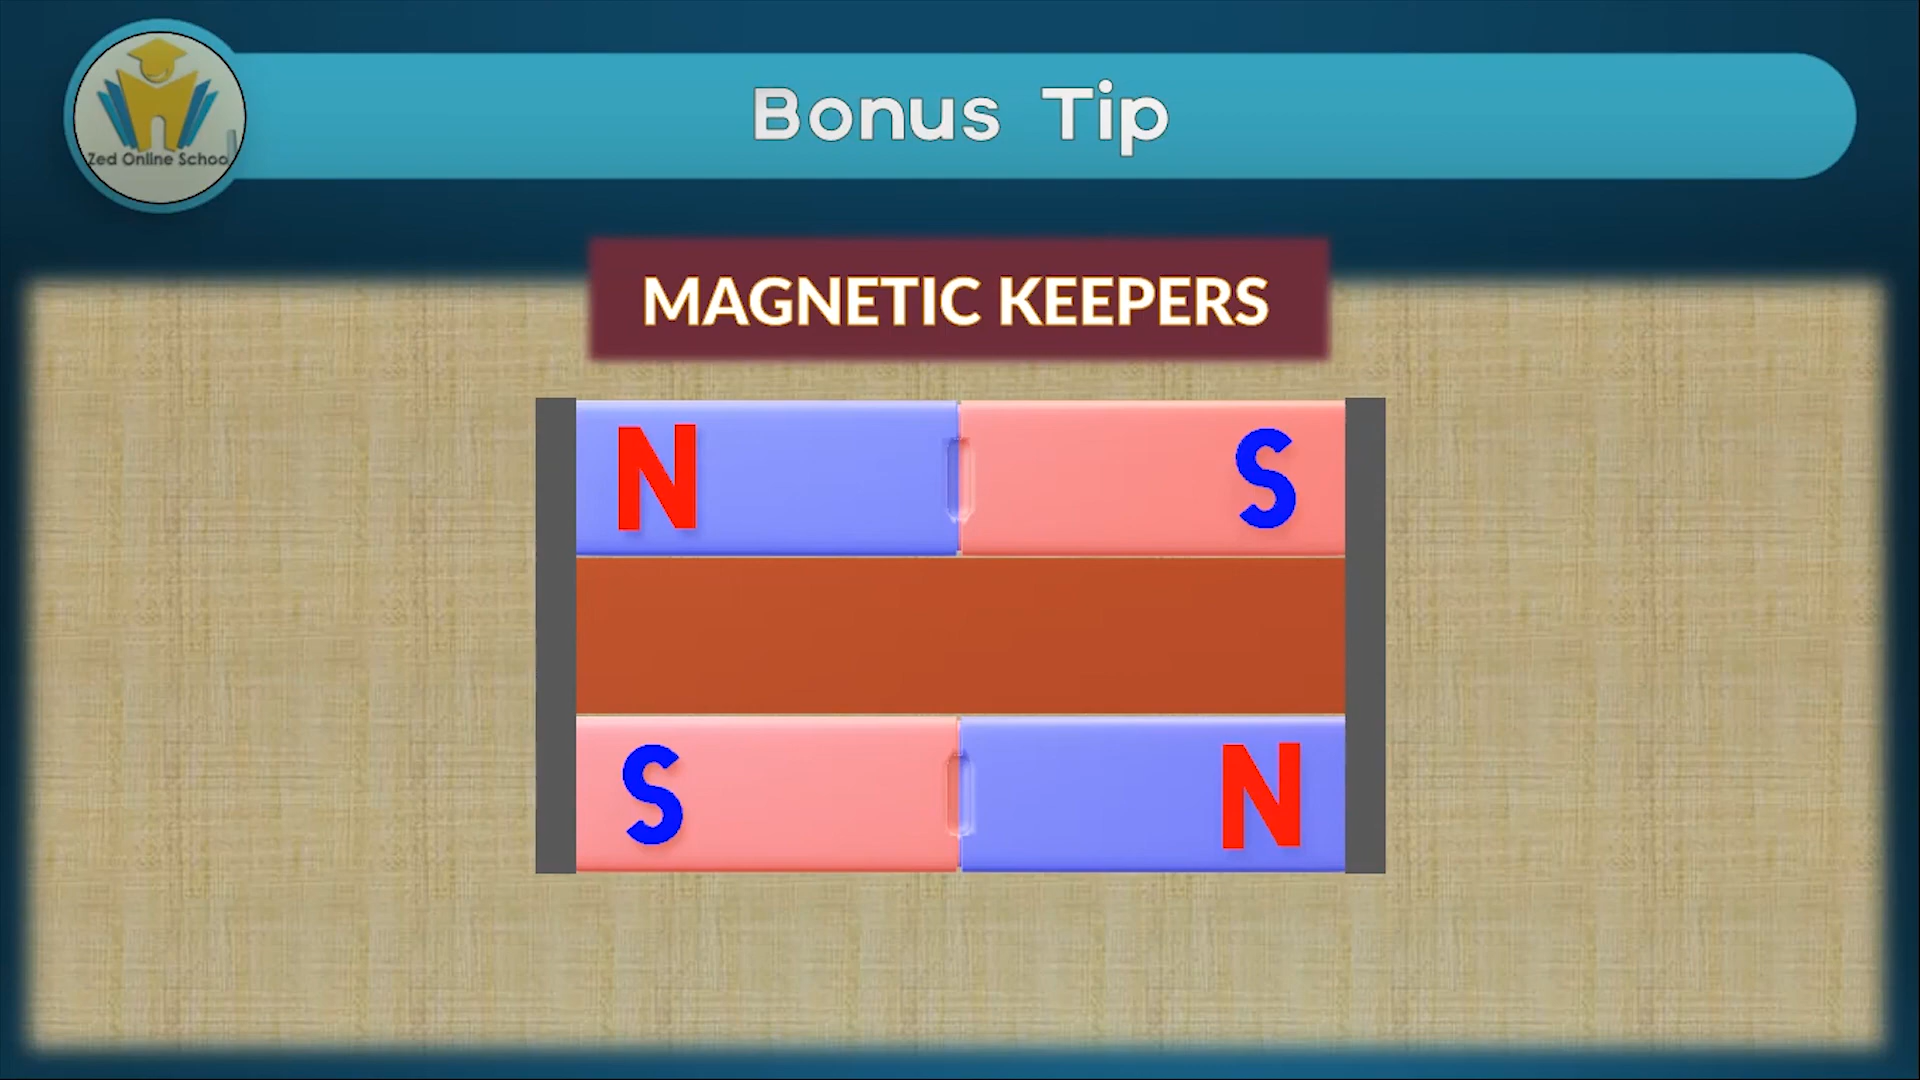 Bonus Tip
Zed Online School
MAGNETIC KEEPERS
N S
S N